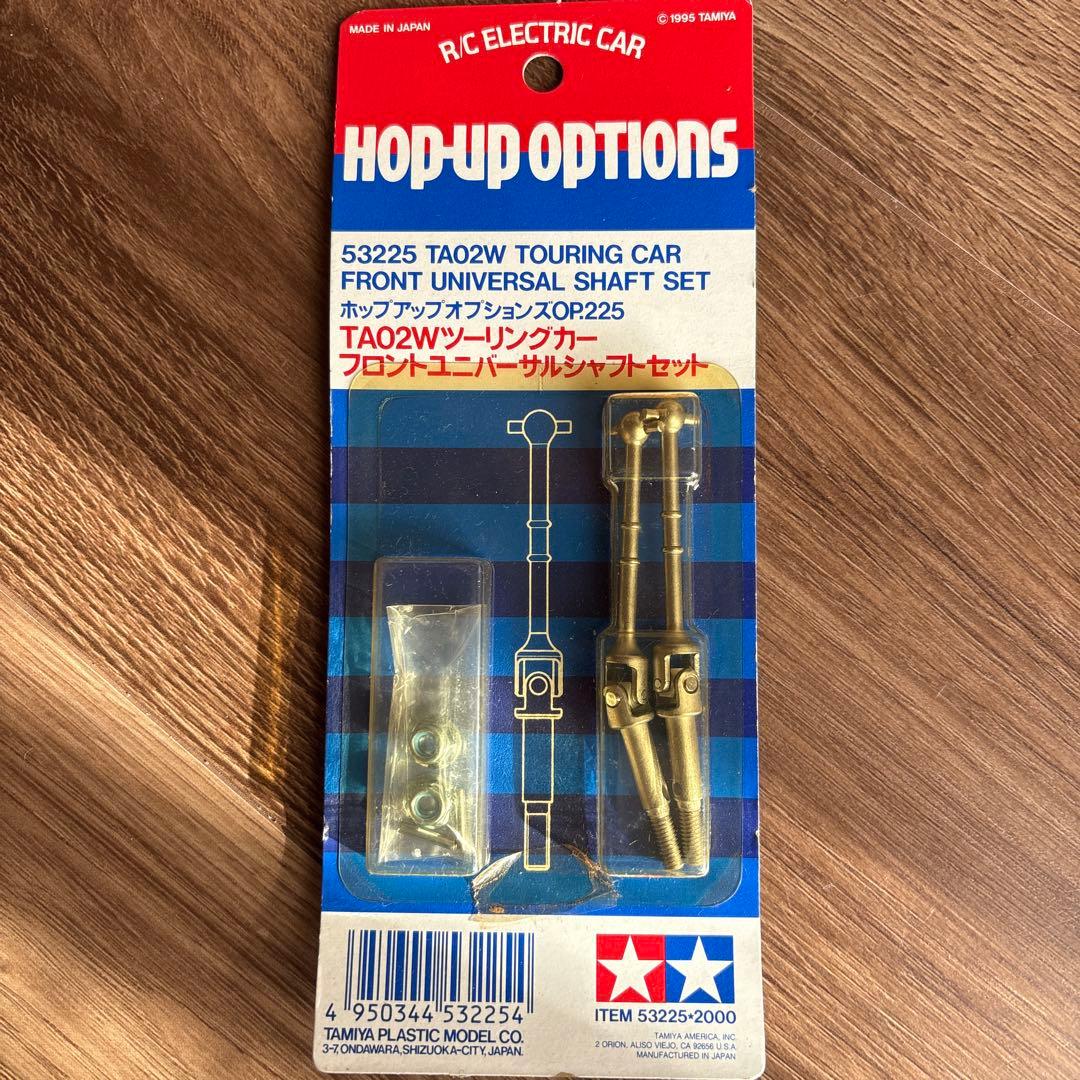 MADE IN JAPAN
© 1995 TAMIYA
R/C ELECTRIC CAR
HOP-UP OPTIONS
53225 TA02W TOURING CAR
FRONT UNIVERSAL SHAFT SET
ホップアップオプションズOP.225
TA02Wツーリングカー
フロントユニバーサルシャフトセット
4 950344 532254
TAMIYA PLASTIC MODEL CO.
3-7, ONDAWARA, SHIZUOKA-CITY, JAPAN.
ITEM 53225★2000
TAMIYA AMERICA, INC.
2 ORION, ALISO VIEJO, CA 92656 U.S.A.
MANUFACTURED IN JAPAN